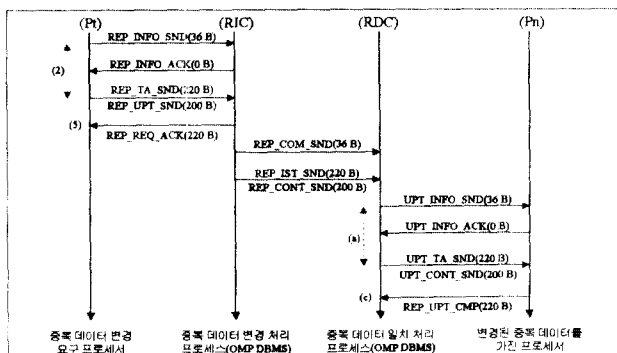 (Pt) (RIC) (RDC) (Pn)
REP_INFO_SND(36 B)
(2)
REP_INFO_ACK(0 B)
REP_TA_SND(220 B)
REP_UPT_SND(200 B)
(5)
REP_REQ_ACK(220 B)
REP_COM_SND(36 B)
REP_IST_SND(220 B)
REP_CONT_SND(200 B)
UPT_INFO_SND(36 B)
UPT_INFO_ACK(0 B)
(a)
UPT_TA_SND(220 B)
UPT_CONT_SND(200 B)
(c)
REP_UPT_CMP(220 B)
중복 데이터 변경 중복 데이터 변경 처리 중복 데이터 일치 처리 변경된 중복 데이터를
요구 프로세서 프로세스(OMP DBMS) 프로세스(OMP DBMS) 가진 프로세서